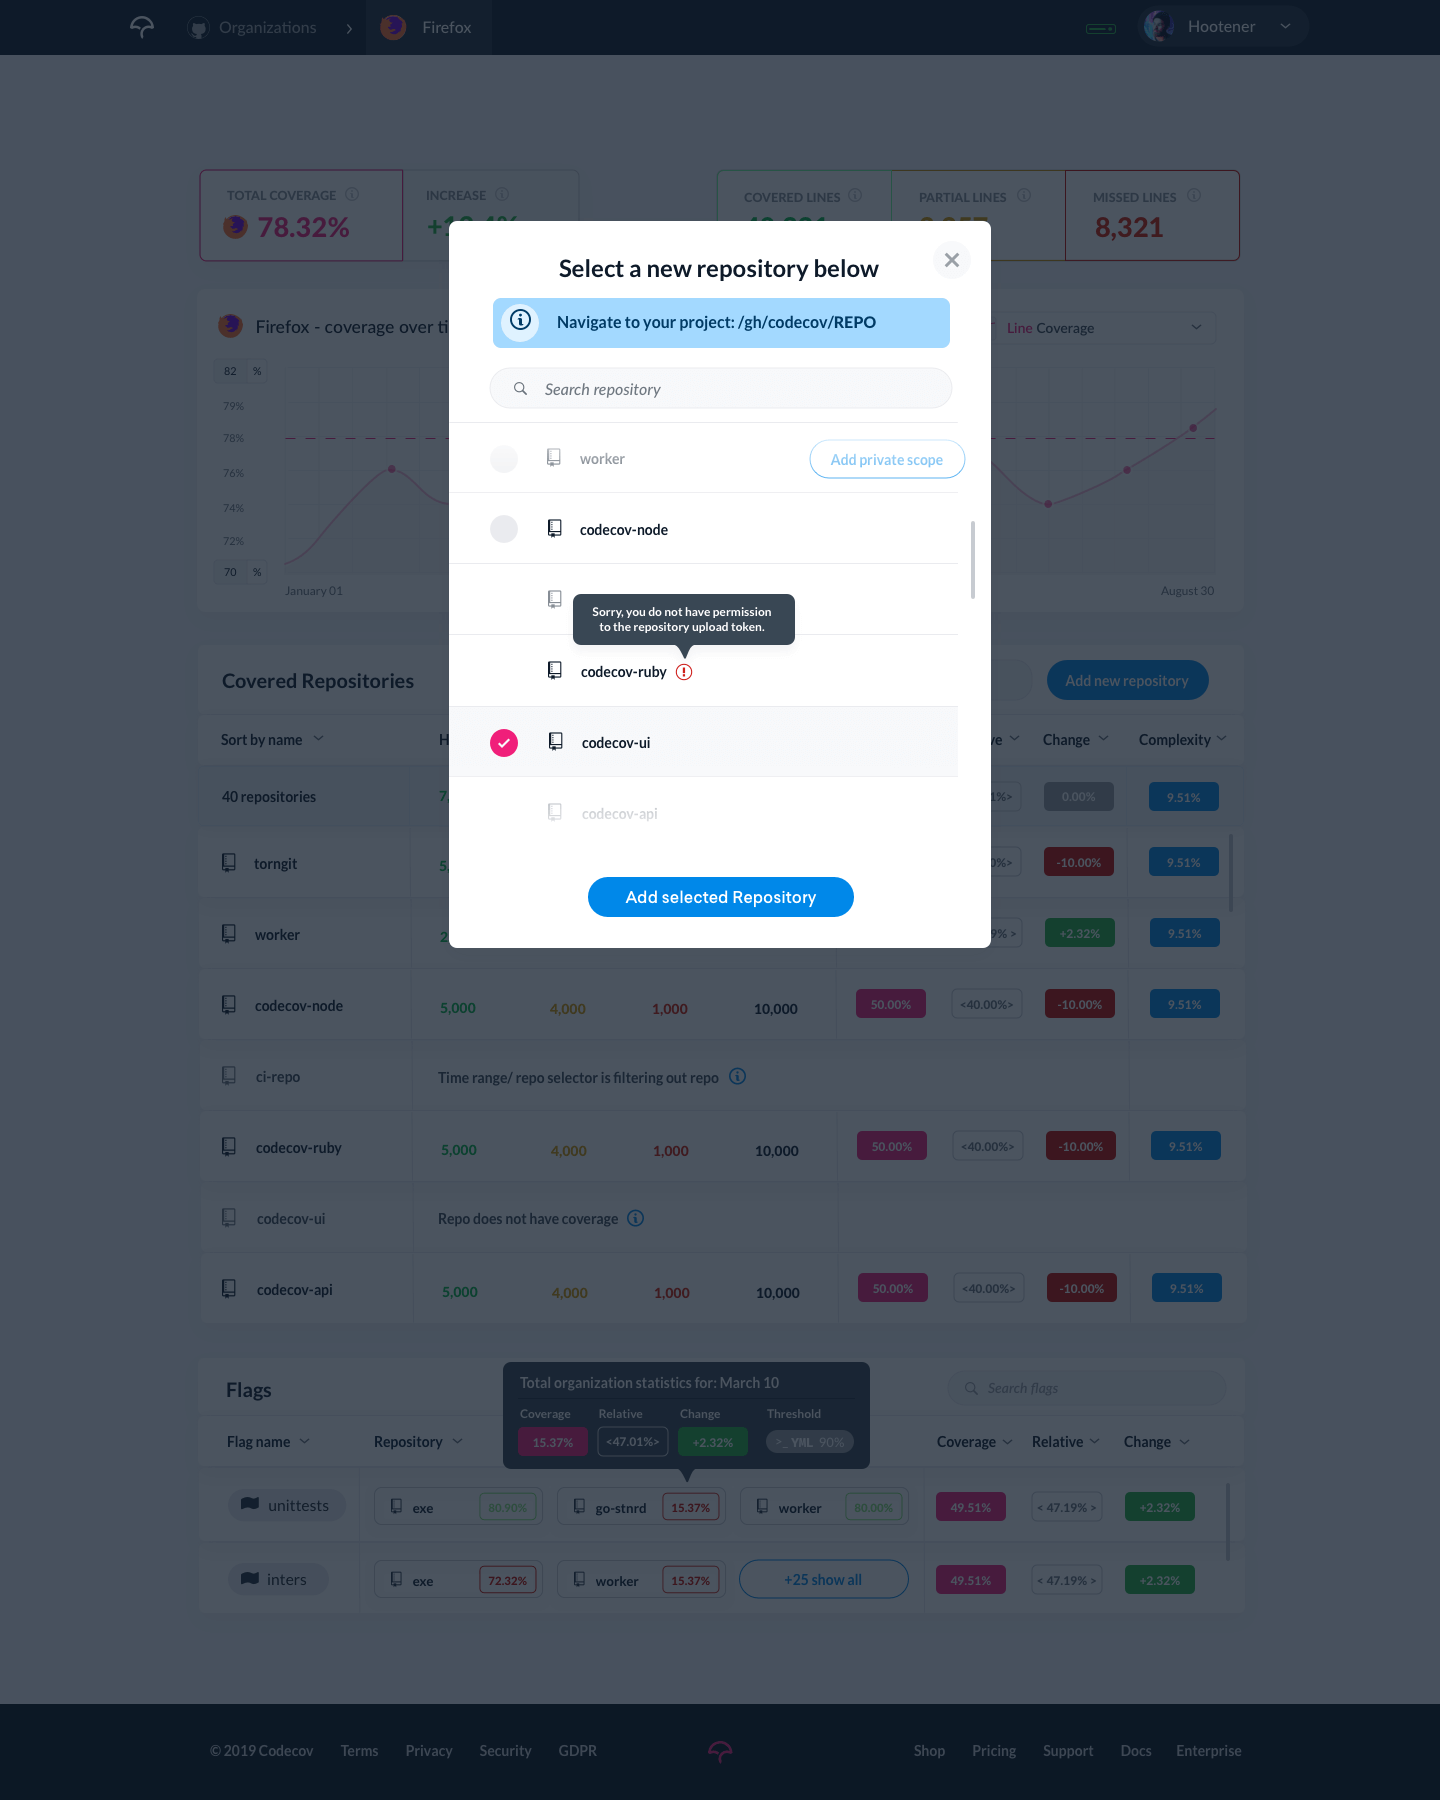 Organizations
Firefox
Hootener
TOTAL COVERAGE
78.32%
INCREASE
COVERED LINES
PARTIAL LINES
MISSED LINES
8,321
Select a new repository below
Navigate to your project: /gh/codecov/REPO
Search repository
worker
Add private scope
codecov-node
Sorry, you do not have permission
to the repository upload token.
codecov-ruby
codecov-ui
codecov-api
Add selected Repository
Firefox - coverage over ti
Line Coverage
82 %
79%
78%
76%
74%
72%
70 %
January 01
August 30
Covered Repositories
Add new repository
Sort by name
H
ve
Change
Complexity
40 repositories
7,
1%>
0.00%
9.51%
torngit
5,
0%>
-10.00%
9.51%
worker
2
9% >
+2.32%
9.51%
codecov-node
5,000
4,000
1,000
10,000
50.00%
<40.00%>
-10.00%
9.51%
ci-repo
Time range/ repo selector is filtering out repo
codecov-ruby
5,000
4,000
1,000
10,000
50.00%
<40.00%>
-10.00%
9.51%
codecov-ui
Repo does not have coverage
codecov-api
5,000
4,000
1,000
10,000
50.00%
<40.00%>
-10.00%
9.51%
Flags
Total organization statistics for: March 10
Coverage
Relative
Change
Threshold
15.37%
<47.01%>
+2.32%
>_ YML 90%
Search flags
Flag name
Repository
Coverage
Relative
Change
unittests
exe
80.90%
go-stnrd
15.37%
worker
80.00%
49.51%
< 47.19% >
+2.32%
inters
exe
72.32%
worker
15.37%
+25 show all
49.51%
< 47.19% >
+2.32%
© 2019 Codecov
Terms
Privacy
Security
GDPR
Shop
Pricing
Support
Docs
Enterprise